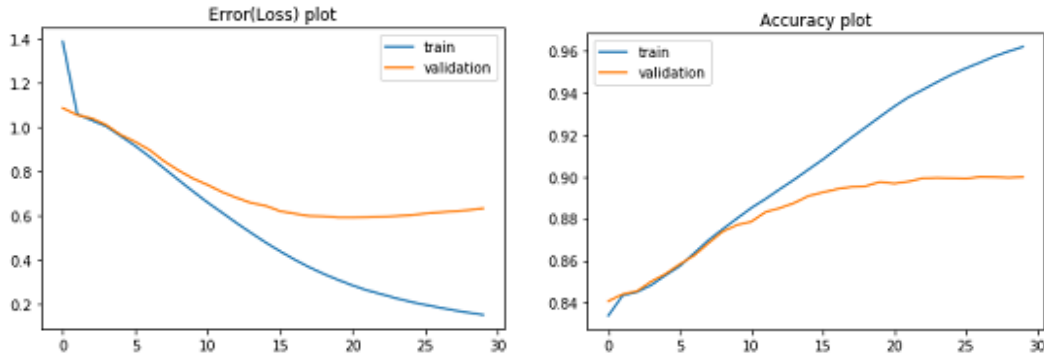 Error(Loss) plot
1.4
1.2
1.0
0.8
0.6
0.4
0.2
0 5 10 15 20 25 30
train
validation
Accuracy plot
0.96
0.94
0.92
0.90
0.88
0.86
0.84
0 5 10 15 20 25 30
train
validation